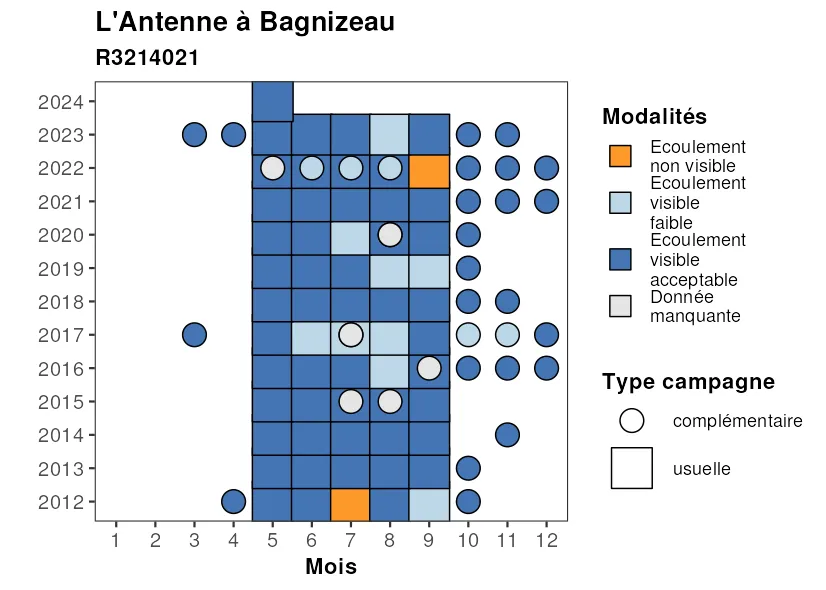 L'Antenne à Bagnizeau
R3214021
2024
2023
2022
2021
2020
2019
2018
2017
2016
2015
2014
2013
2012
1 2 3 4 5 6 7 8 9 10 11 12
Mois
Modalités
Ecoulement
non visible
Ecoulement
visible
faible
Ecoulement
visible
acceptable
Donnée
manquante
Type campagne
complémentaire
usuelle